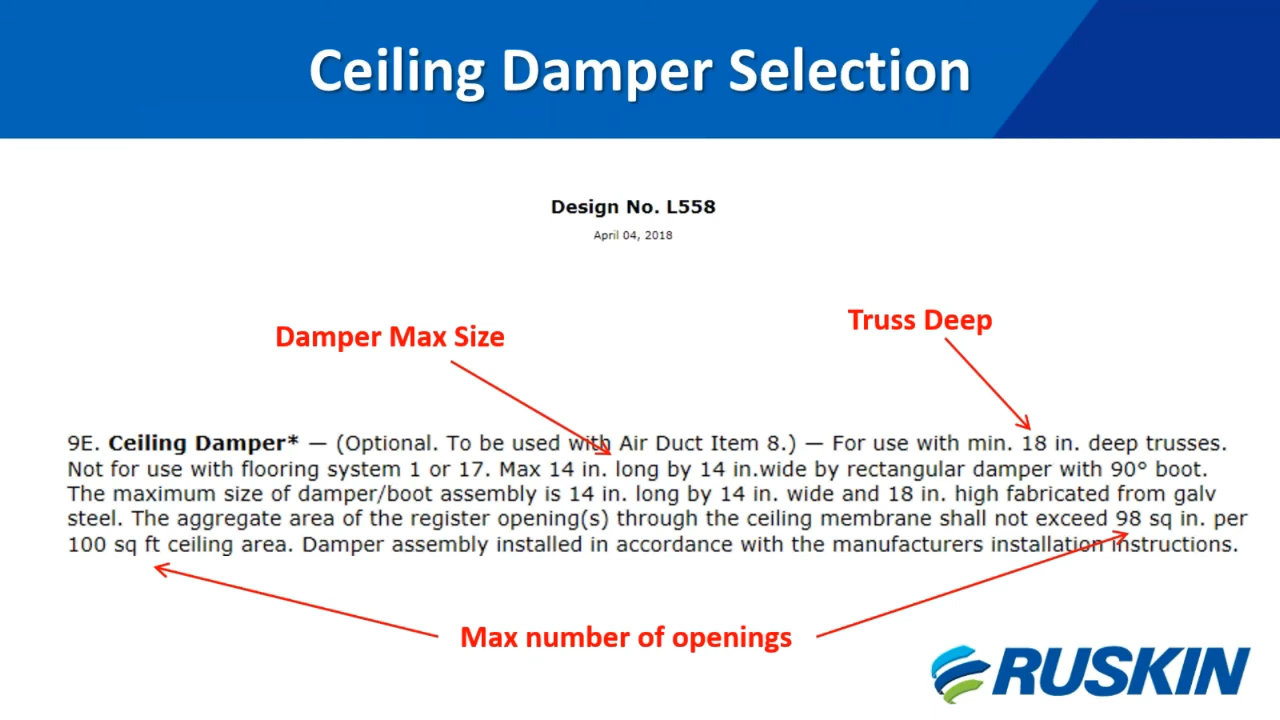 Ceiling Damper Selection
Design No. L558
April 04, 2018
Truss Deep
Damper Max Size
9E. Ceiling Damper* — (Optional. To be used with Air Duct Item 8.) — For use with min. 18 in. deep trusses.
Not for use with flooring system 1 or 17. Max 14 in. long by 14 in.wide by rectangular damper with 90° boot.
The maximum size of damper/boot assembly is 14 in. long by 14 in. wide and 18 in. high fabricated from galv
steel. The aggregate area of the register opening(s) through the ceiling membrane shall not exceed 98 sq in. per
100 sq ft ceiling area. Damper assembly installed in accordance with the manufacturers installation instructions.
Max number of openings
RUSKIN